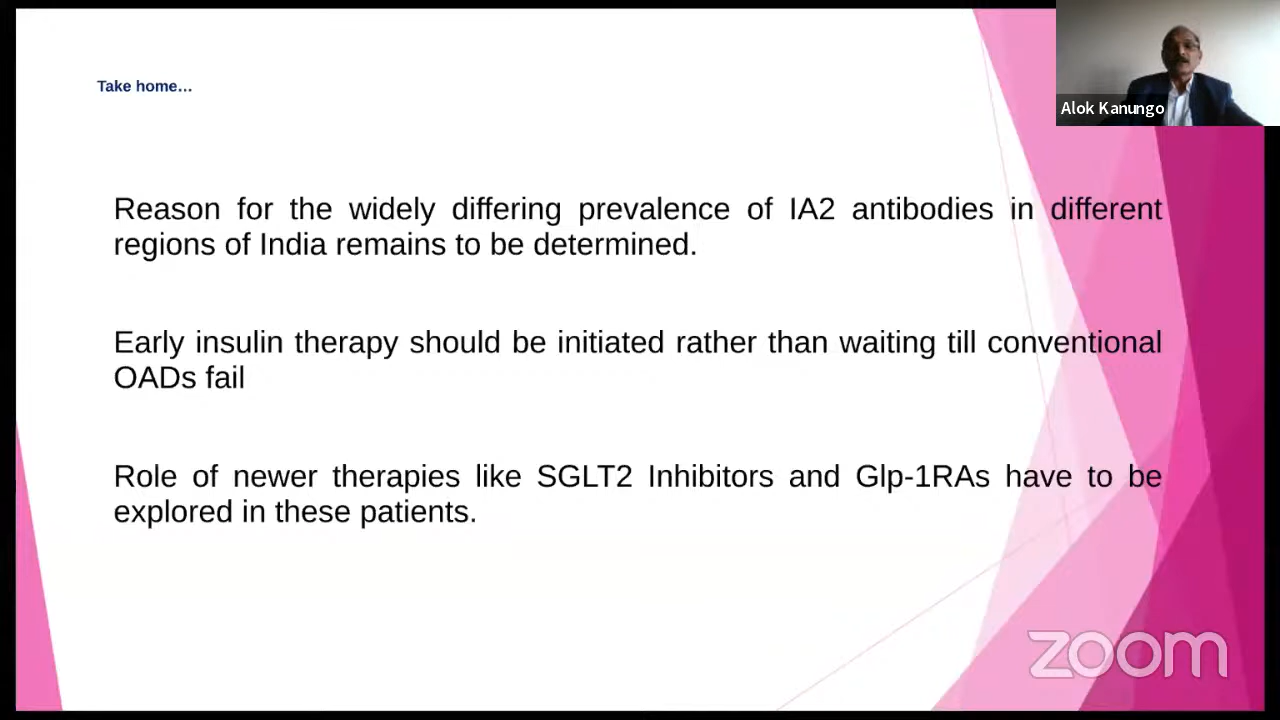 Take home…
Alok Kanungo
Reason for the widely differing prevalence of IA2 antibodies in different
regions of India remains to be determined.
Early insulin therapy should be initiated rather than waiting till conventional
OADs fail
Role of newer therapies like SGLT2 Inhibitors and Glp-1RAs have to be
explored in these patients.
zoom